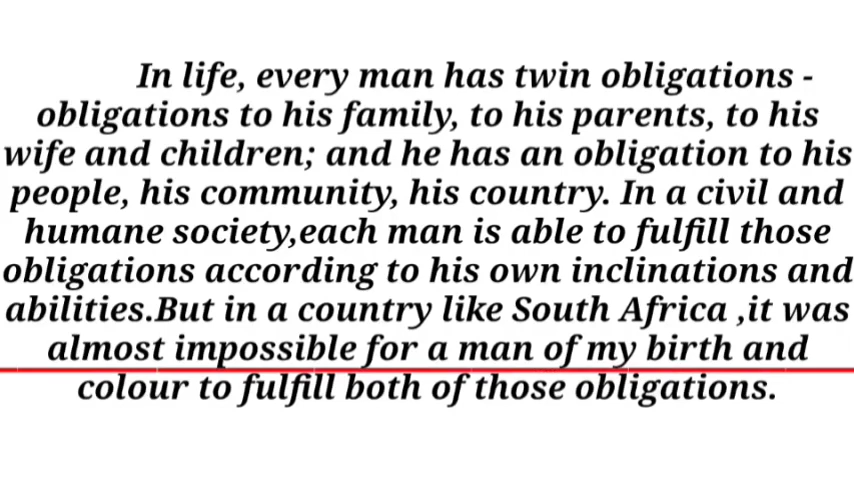 In life, every man has twin obligations -
obligations to his family, to his parents, to his
wife and children; and he has an obligation to his
people, his community, his country. In a civil and
humane society,each man is able to fulfill those
obligations according to his own inclinations and
abilities.But in a country like South Africa ,it was
almost impossible for a man of my birth and
colour to fulfill both of those obligations.